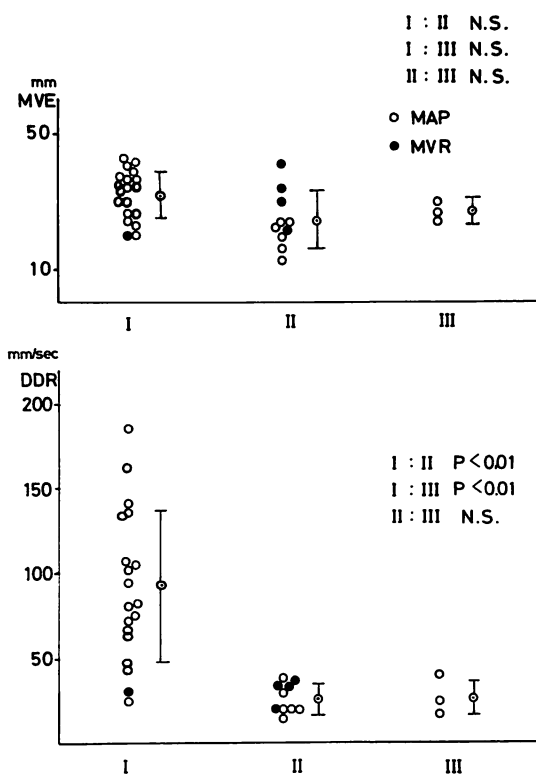 I : II N.S.
I : III N.S.
II : III N.S.
mm
MVE
○ MAP
● MVR
50
10
I II III
mm/sec
DDR
200
150
100
50
I : II P<0.01
I : III P<0.01
II : III N.S.
I II III